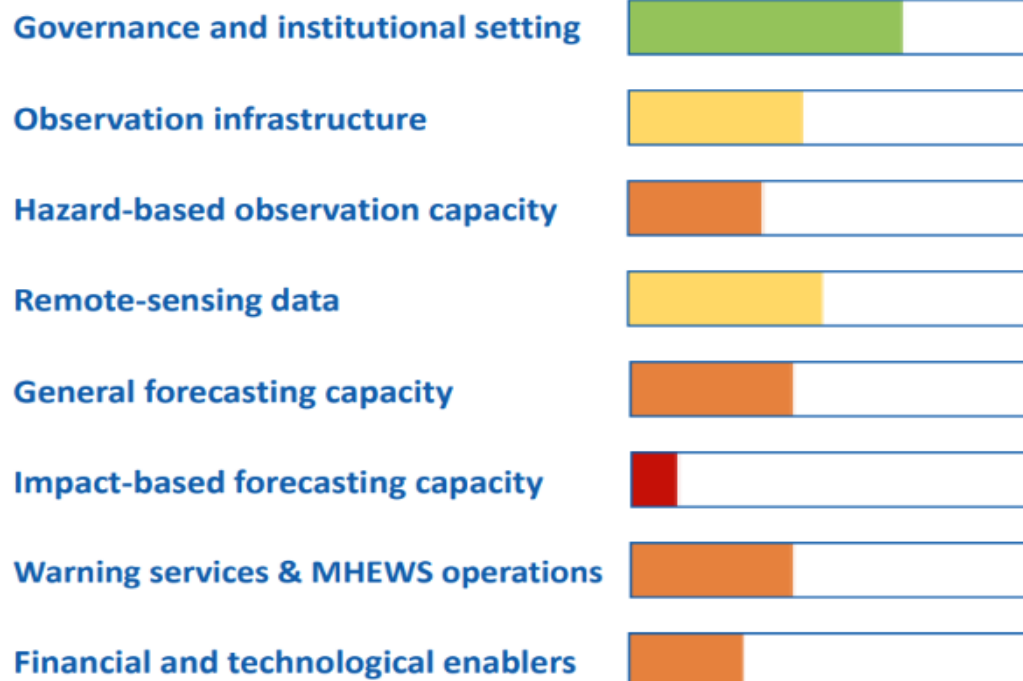 Governance and institutional setting
Observation infrastructure
Hazard-based observation capacity
Remote-sensing data
General forecasting capacity
Impact-based forecasting capacity
Warning services & MHEWS operations
Financial and technological enablers